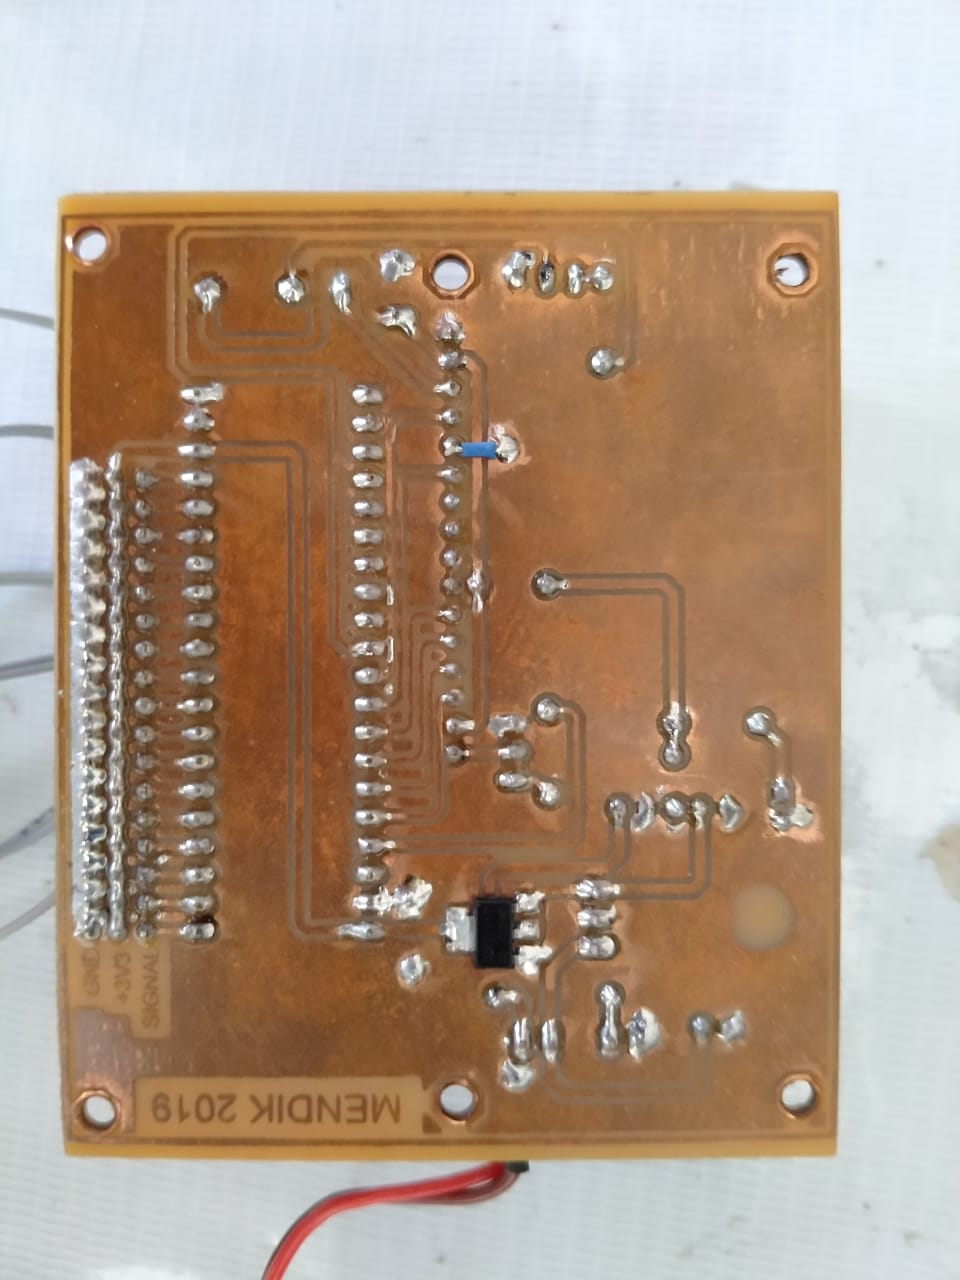 GND
+3V3
SIGNAL
MENDIK 2019